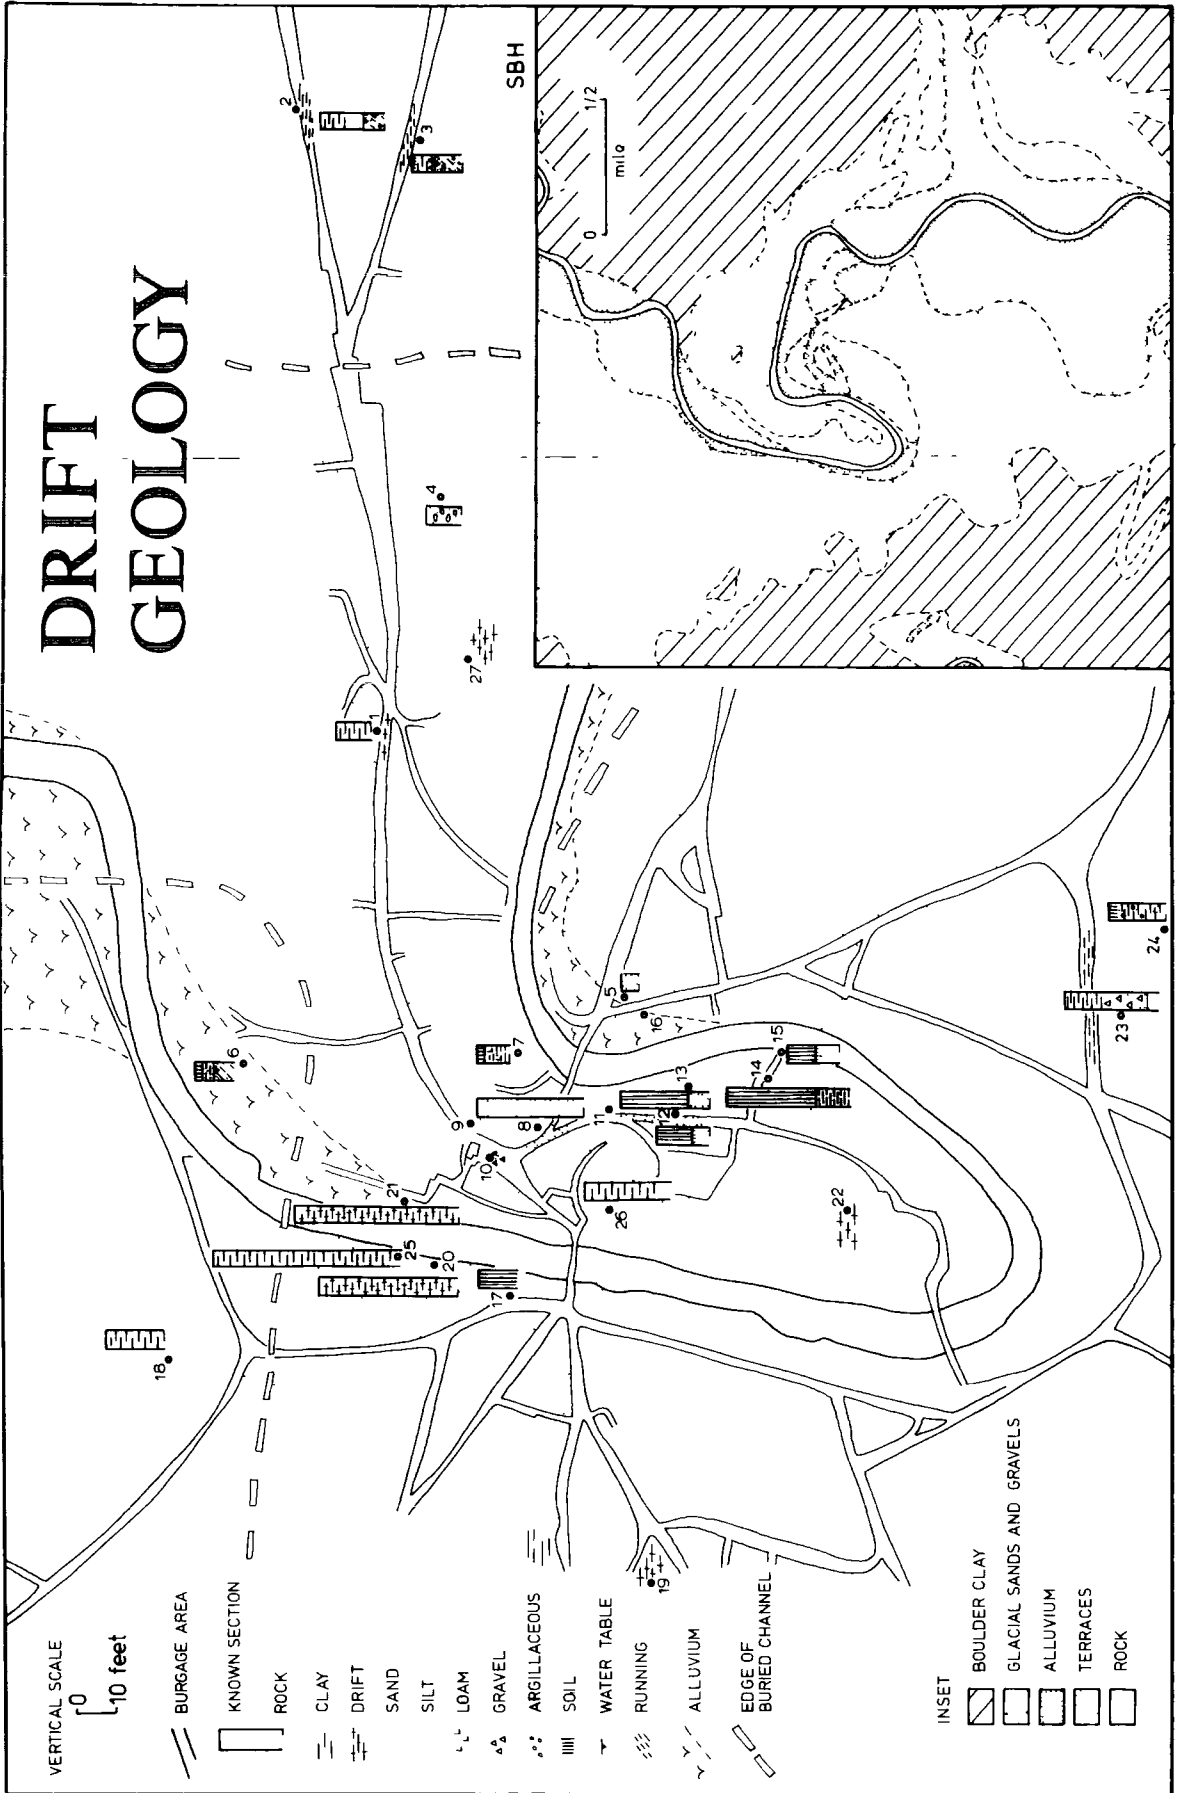 DRIFT
GEOLOGY
SBH
0 1/2
mile
2
3
4
27
1
5
16
6
7
8
9
10
11
12
13
14
15
26
22
21
25
20
17
18
19
23
24
VERTICAL SCALE
0
10 feet
BURGAGE AREA
KNOWN SECTION
ROCK
CLAY
DRIFT
SAND
SILT
LOAM
GRAVEL
ARGILLACEOUS
SOIL
WATER TABLE
RUNNING
ALLUVIUM
EDGE OF
BURIED CHANNEL
INSET
BOULDER CLAY
GLACIAL SANDS AND GRAVELS
ALLUVIUM
TERRACES
ROCK